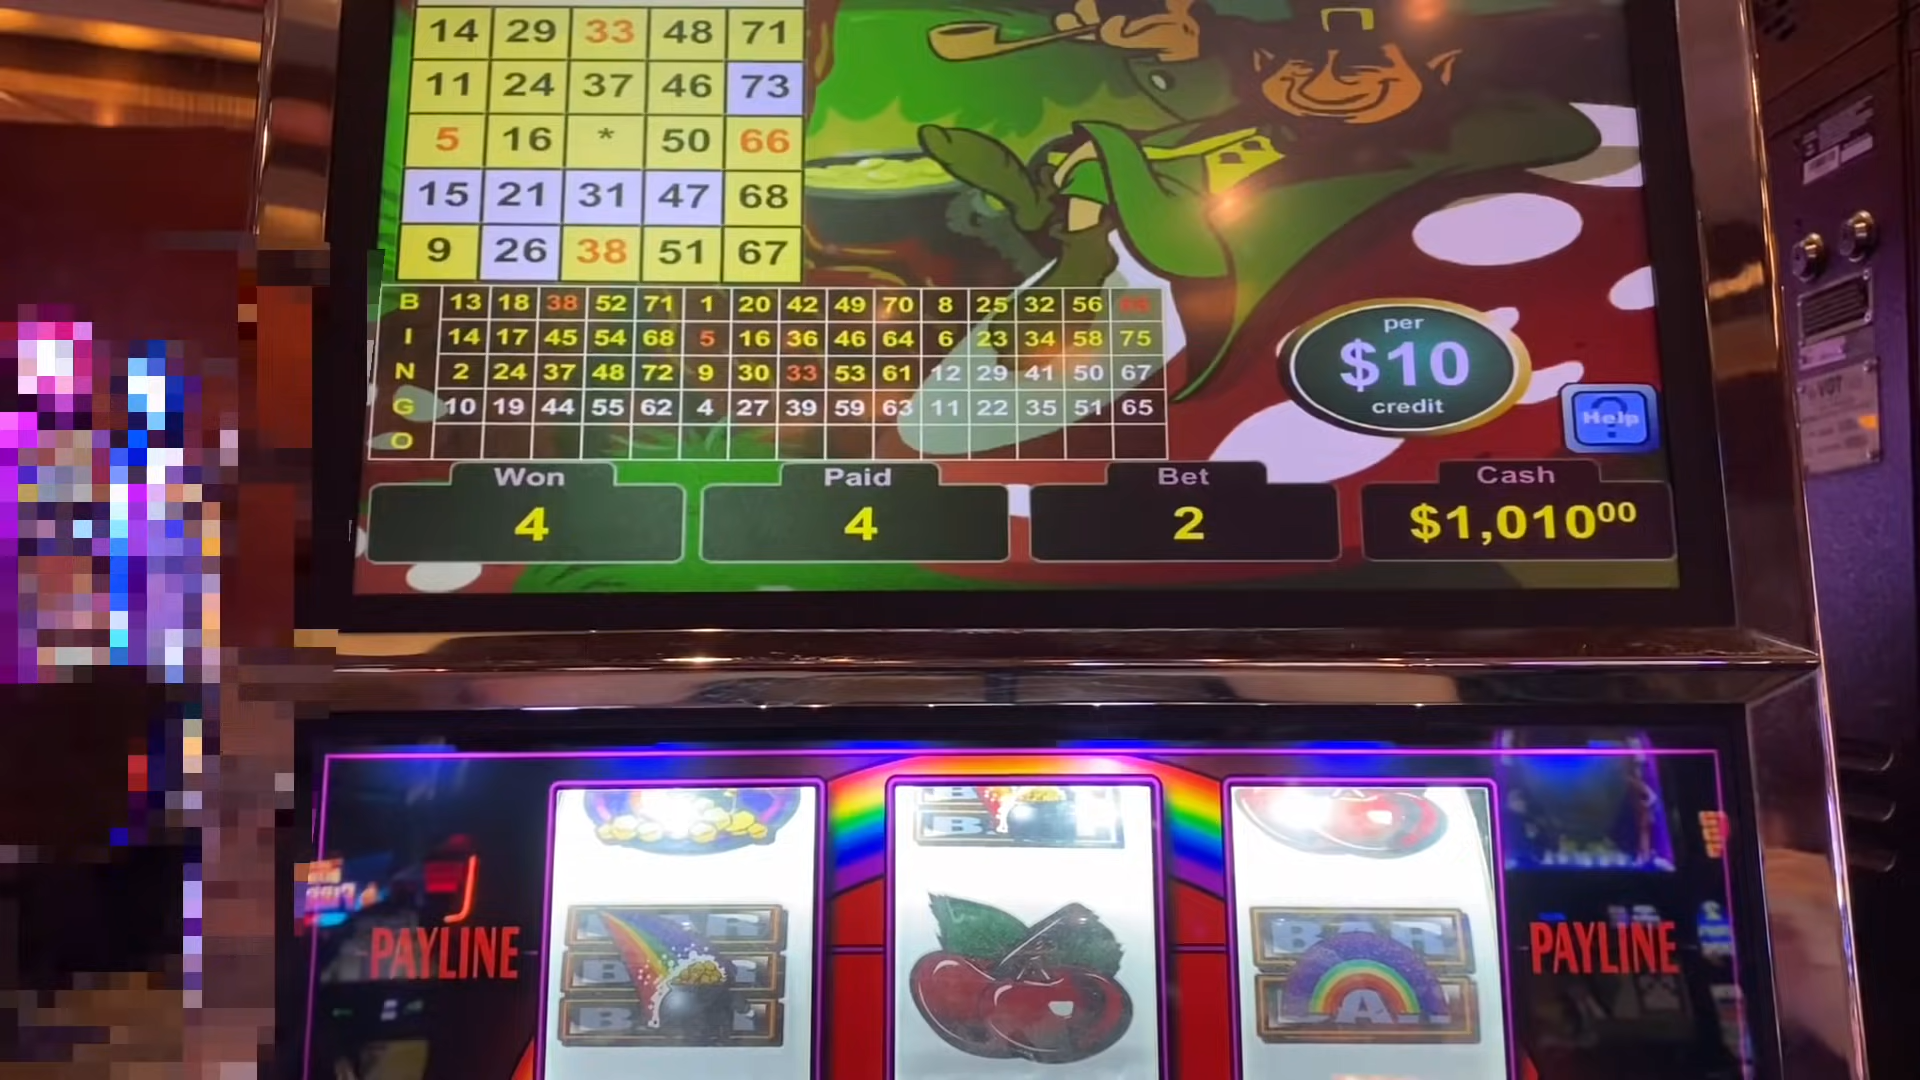 14 29 33 48 71
11 24 37 46 73
5 16 * 50 66
15 21 31 47 68
9 26 38 51 67
B 13 18 38 52 71 1 20 42 49 70 8 25 32 56
I 14 17 45 54 68 5 16 36 46 64 6 23 34 58 75
N 2 24 37 48 72 9 30 33 53 61 12 29 41 50 67
G 10 19 44 55 62 4 27 39 59 63 11 22 35 51 65
O
per
$10
credit
Help
Won Paid Bet Cash
4 4 2 $1,010⁰⁰
PAYLINE PAYLINE